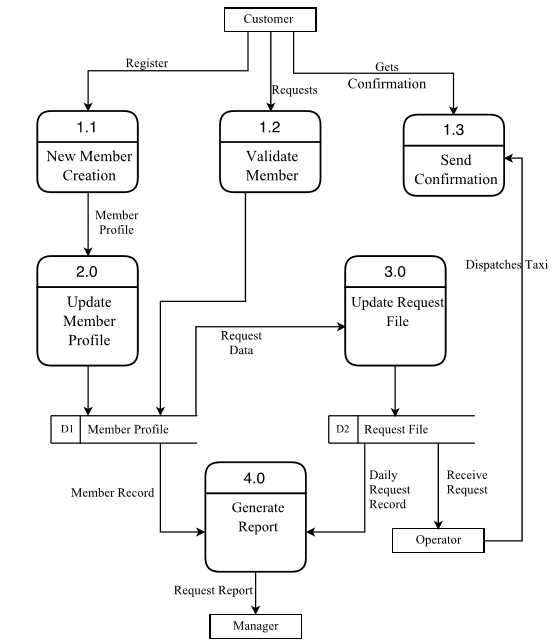 Customer
Register
Requests
Gets
Confirmation
1.1
New Member
Creation
1.2
Validate
Member
1.3
Send
Confirmation
Member
Profile
2.0
Update
Member
Profile
3.0
Update Request
File
Dispatches Taxi
Request
Data
D1 Member Profile
D2 Request File
Member Record
4.0
Generate
Report
Daily
Request
Record
Receive
Request
Operator
Request Report
Manager